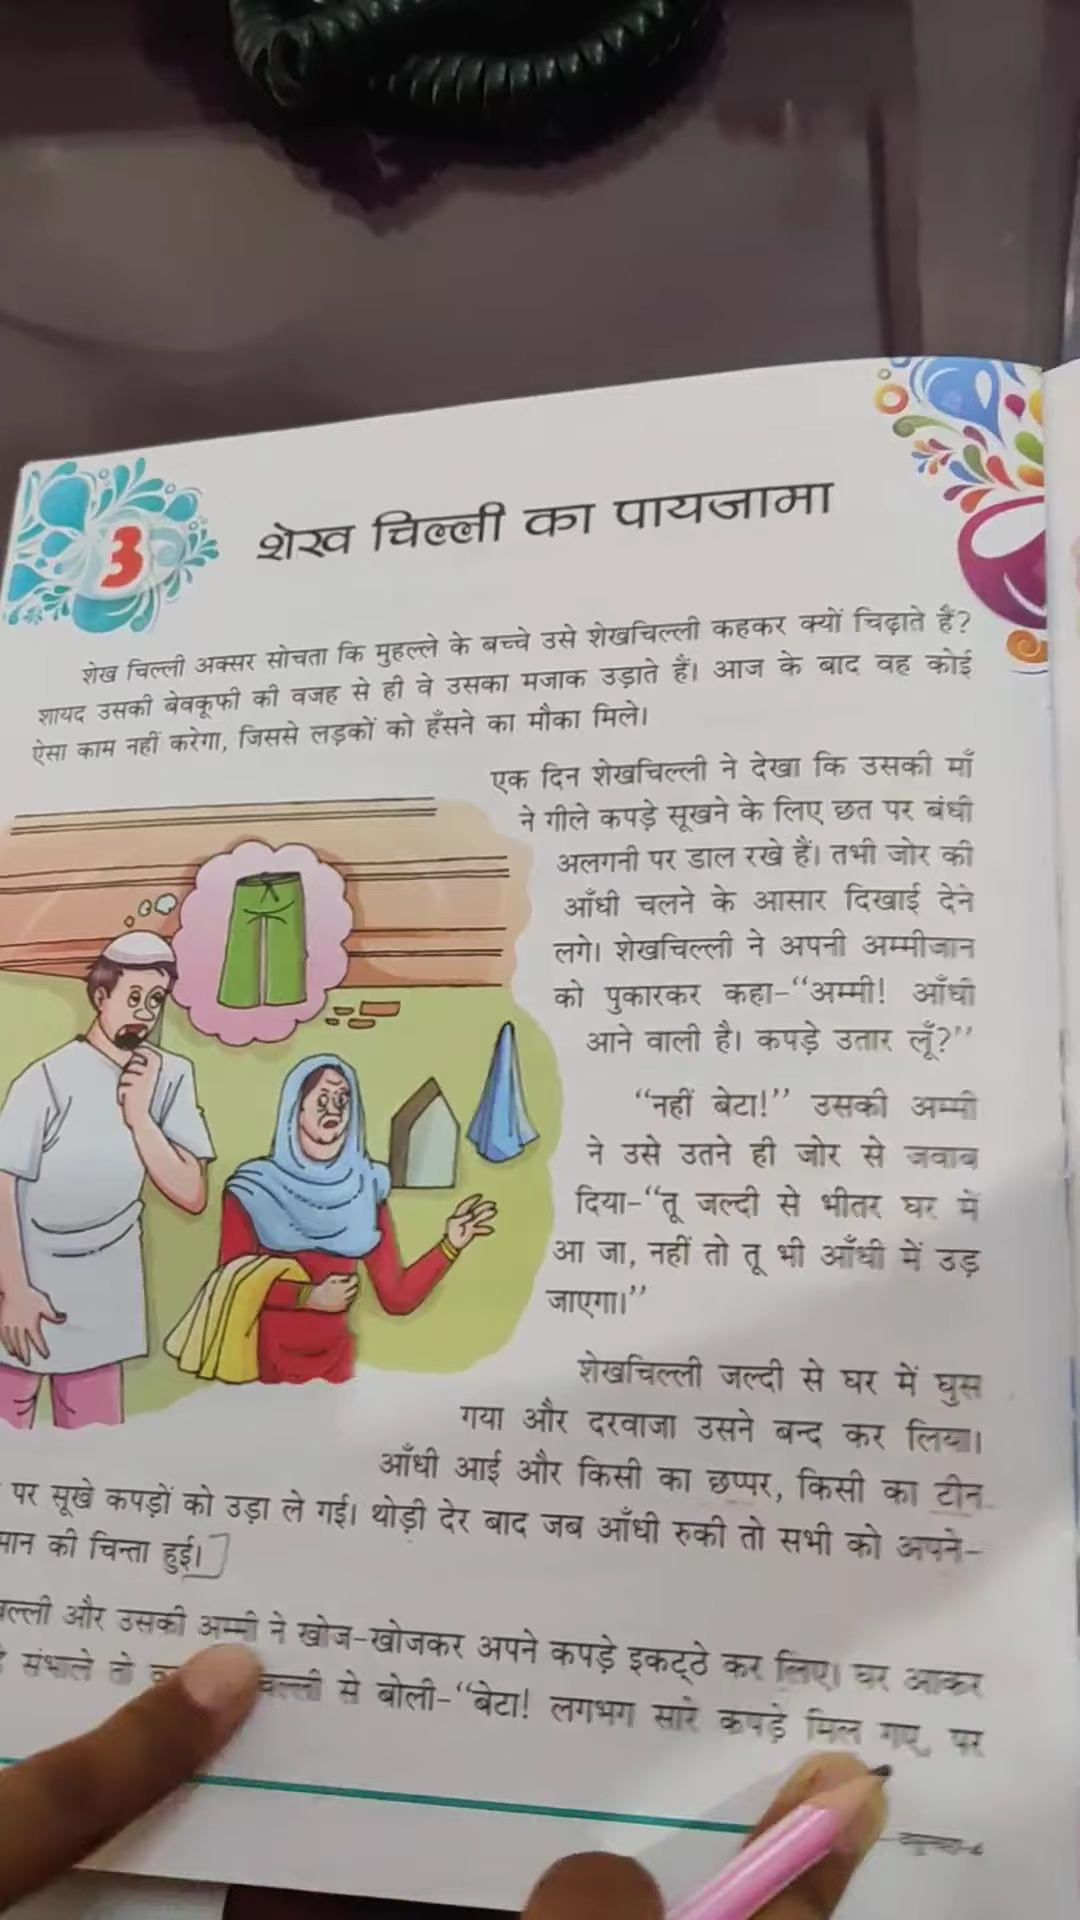 3
शेख चिल्ली का पायजामा
शेख चिल्ली अक्सर सोचता कि मुहल्ले के बच्चे उसे शेखचिल्ली कहकर क्यों चिढ़ाते हैं?
शायद उसकी बेवकूफी की वजह से ही वे उसका मजाक उड़ाते हैं। आज के बाद वह कोई
ऐसा काम नहीं करेगा, जिससे लड़कों को हँसने का मौका मिले।
एक दिन शेखचिल्ली ने देखा कि उसकी माँ
ने गीले कपड़े सूखने के लिए छत पर बंधी
अलगनी पर डाल रखे हैं। तभी जोर की
आँधी चलने के आसार दिखाई देने
लगे। शेखचिल्ली ने अपनी अम्मीजान
को पुकारकर कहा-“अम्मी! आँधी
आने वाली है। कपड़े उतार लूँ?”
“नहीं बेटा!” उसकी अम्मी
ने उसे उतने ही जोर से जवाब
दिया-“तू जल्दी से भीतर घर में
आ जा, नहीं तो तू भी आँधी में उड़
जाएगा।”
शेखचिल्ली जल्दी से घर में घुस
गया और दरवाजा उसने बन्द कर लिया।
आँधी आई और किसी का छप्पर, किसी का टीन
पर सूखे कपड़ों को उड़ा ले गई। थोड़ी देर बाद जब आँधी रुकी तो सभी को अपने-
की चिन्ता हुई।
और उसकी अम्मी ने खोज-खोजकर अपने कपड़े इकट्ठे कर लिए। घर आकर
संभाले तो से बोली-“बेटा! लगभग सारे कपड़े मिल गए, पर